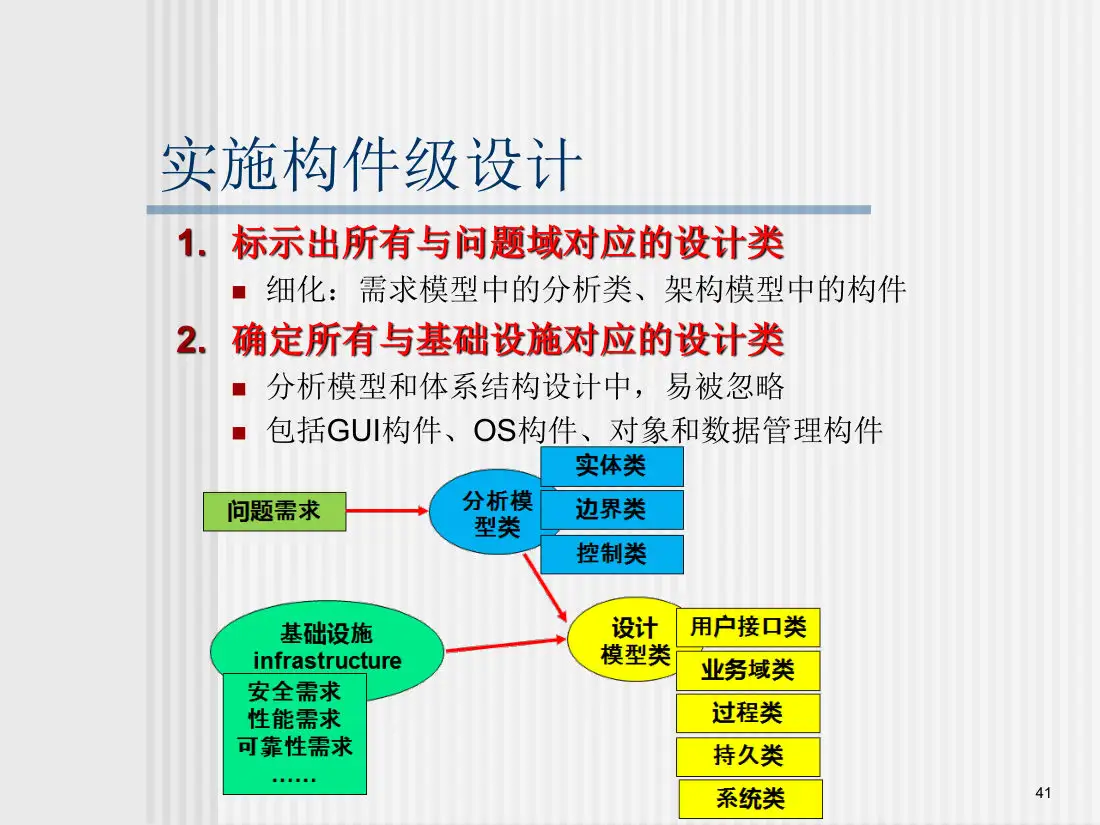 实施构件级设计
1. 标示出所有与问题域对应的设计类
细化：需求模型中的分析类、架构模型中的构件
2. 确定所有与基础设施对应的设计类
分析模型和体系结构设计中，易被忽略
包括GUI构件、OS构件、对象和数据管理构件
问题需求
分析模
型类
实体类
边界类
控制类
基础设施
infrastructure
安全需求
性能需求
可靠性需求
……
设计
模型类
用户接口类
业务域类
过程类
持久类
系统类
41